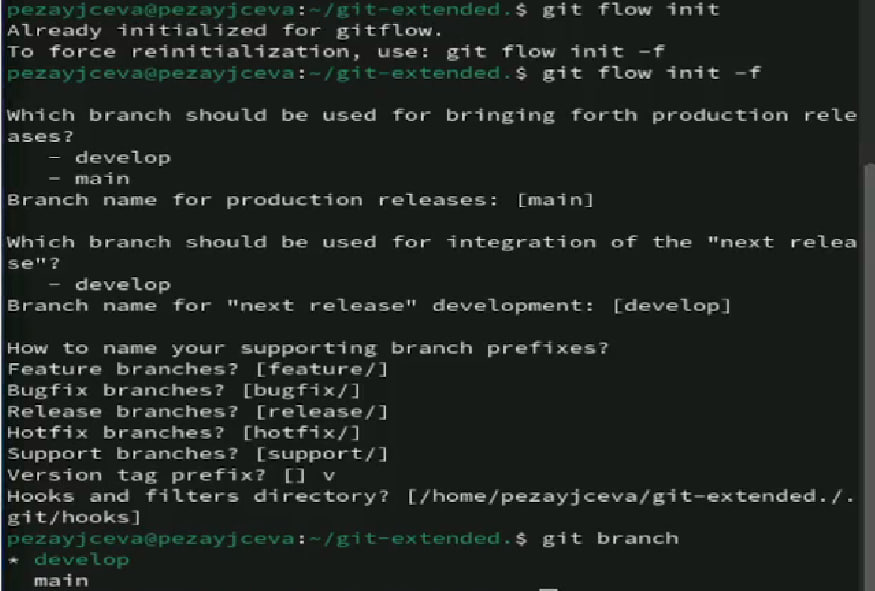 pezayjceva@pezayjceva:~/git-extended.$ git flow init
Already initialized for gitflow.
To force reinitialization, use: git flow init -f
pezayjceva@pezayjceva:~/git-extended.$ git flow init -f
Which branch should be used for bringing forth production rele
ases?
- develop
- main
Branch name for production releases: [main]
Which branch should be used for integration of the "next relea
se"?
- develop
Branch name for "next release" development: [develop]
How to name your supporting branch prefixes?
Feature branches? [feature/]
Bugfix branches? [bugfix/]
Release branches? [release/]
Hotfix branches? [hotfix/]
Support branches? [support/]
Version tag prefix? [] v
Hooks and filters directory? [/home/pezayjceva/git-extended./.
git/hooks]
pezayjceva@pezayjceva:~/git-extended.$ git branch
* develop
main